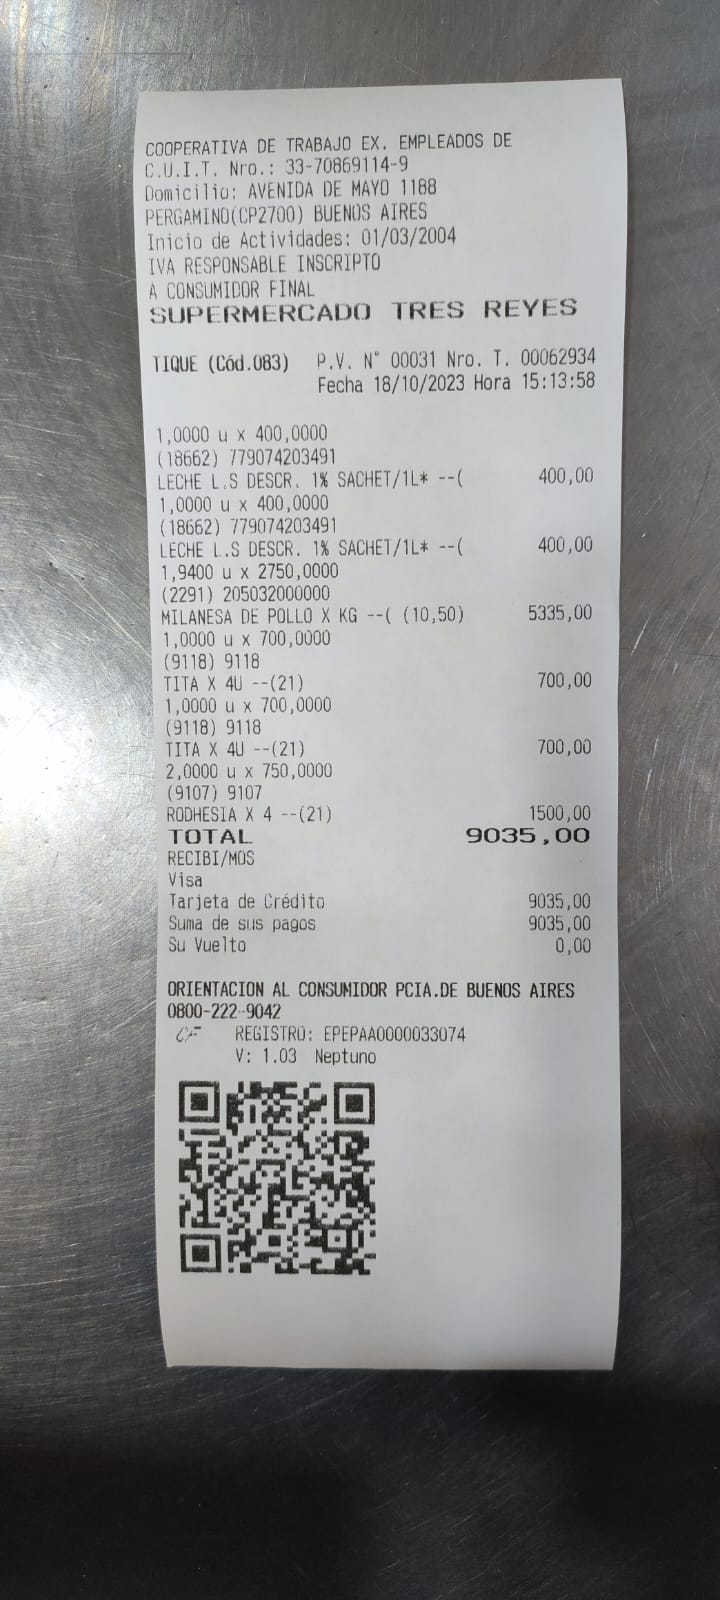 COOPERATIVA DE TRABAJO EX. EMPLEADOS DE
C.U.I.T. Nro.: 33-70869114-9
Domicilio: AVENIDA DE MAYO 1188
PERGAMINO(CP2700) BUENOS AIRES
Inicio de Actividades: 01/03/2004
IVA RESPONSABLE INSCRIPTO
A CONSUMIDOR FINAL
SUPERMERCADO TRES REYES
TIQUE (Cód.083) P.V. N° 00031 Nro. T. 00062934
Fecha 18/10/2023 Hora 15:13:58
1,0000 u x 400,0000
(18662) 779074203491
LECHE L.S DESCR. 1% SACHET/1L* --( 400,00
1,0000 u x 400,0000
(18662) 779074203491
LECHE L.S DESCR. 1% SACHET/1L* --( 400,00
1,9400 u x 2750,0000
(2291) 205032000000
MILANESA DE POLLO X KG --( (10,50) 5335,00
1,0000 u x 700,0000
(9118) 9118
TITA X 4U --(21) 700,00
1,0000 u x 700,0000
(9118) 9118
TITA X 4U --(21) 700,00
2,0000 u x 750,0000
(9107) 9107
RODHESIA X 4 --(21) 1500,00
TOTAL 9035,00
RECIBI/MOS
Visa
Tarjeta de Crédito 9035,00
Suma de sus pagos 9035,00
Su Vuelto 0,00
ORIENTACION AL CONSUMIDOR PCIA.DE BUENOS AIRES
0800-222-9042
CF REGISTRO: EPEPAA0000033074
V: 1.03 Neptuno